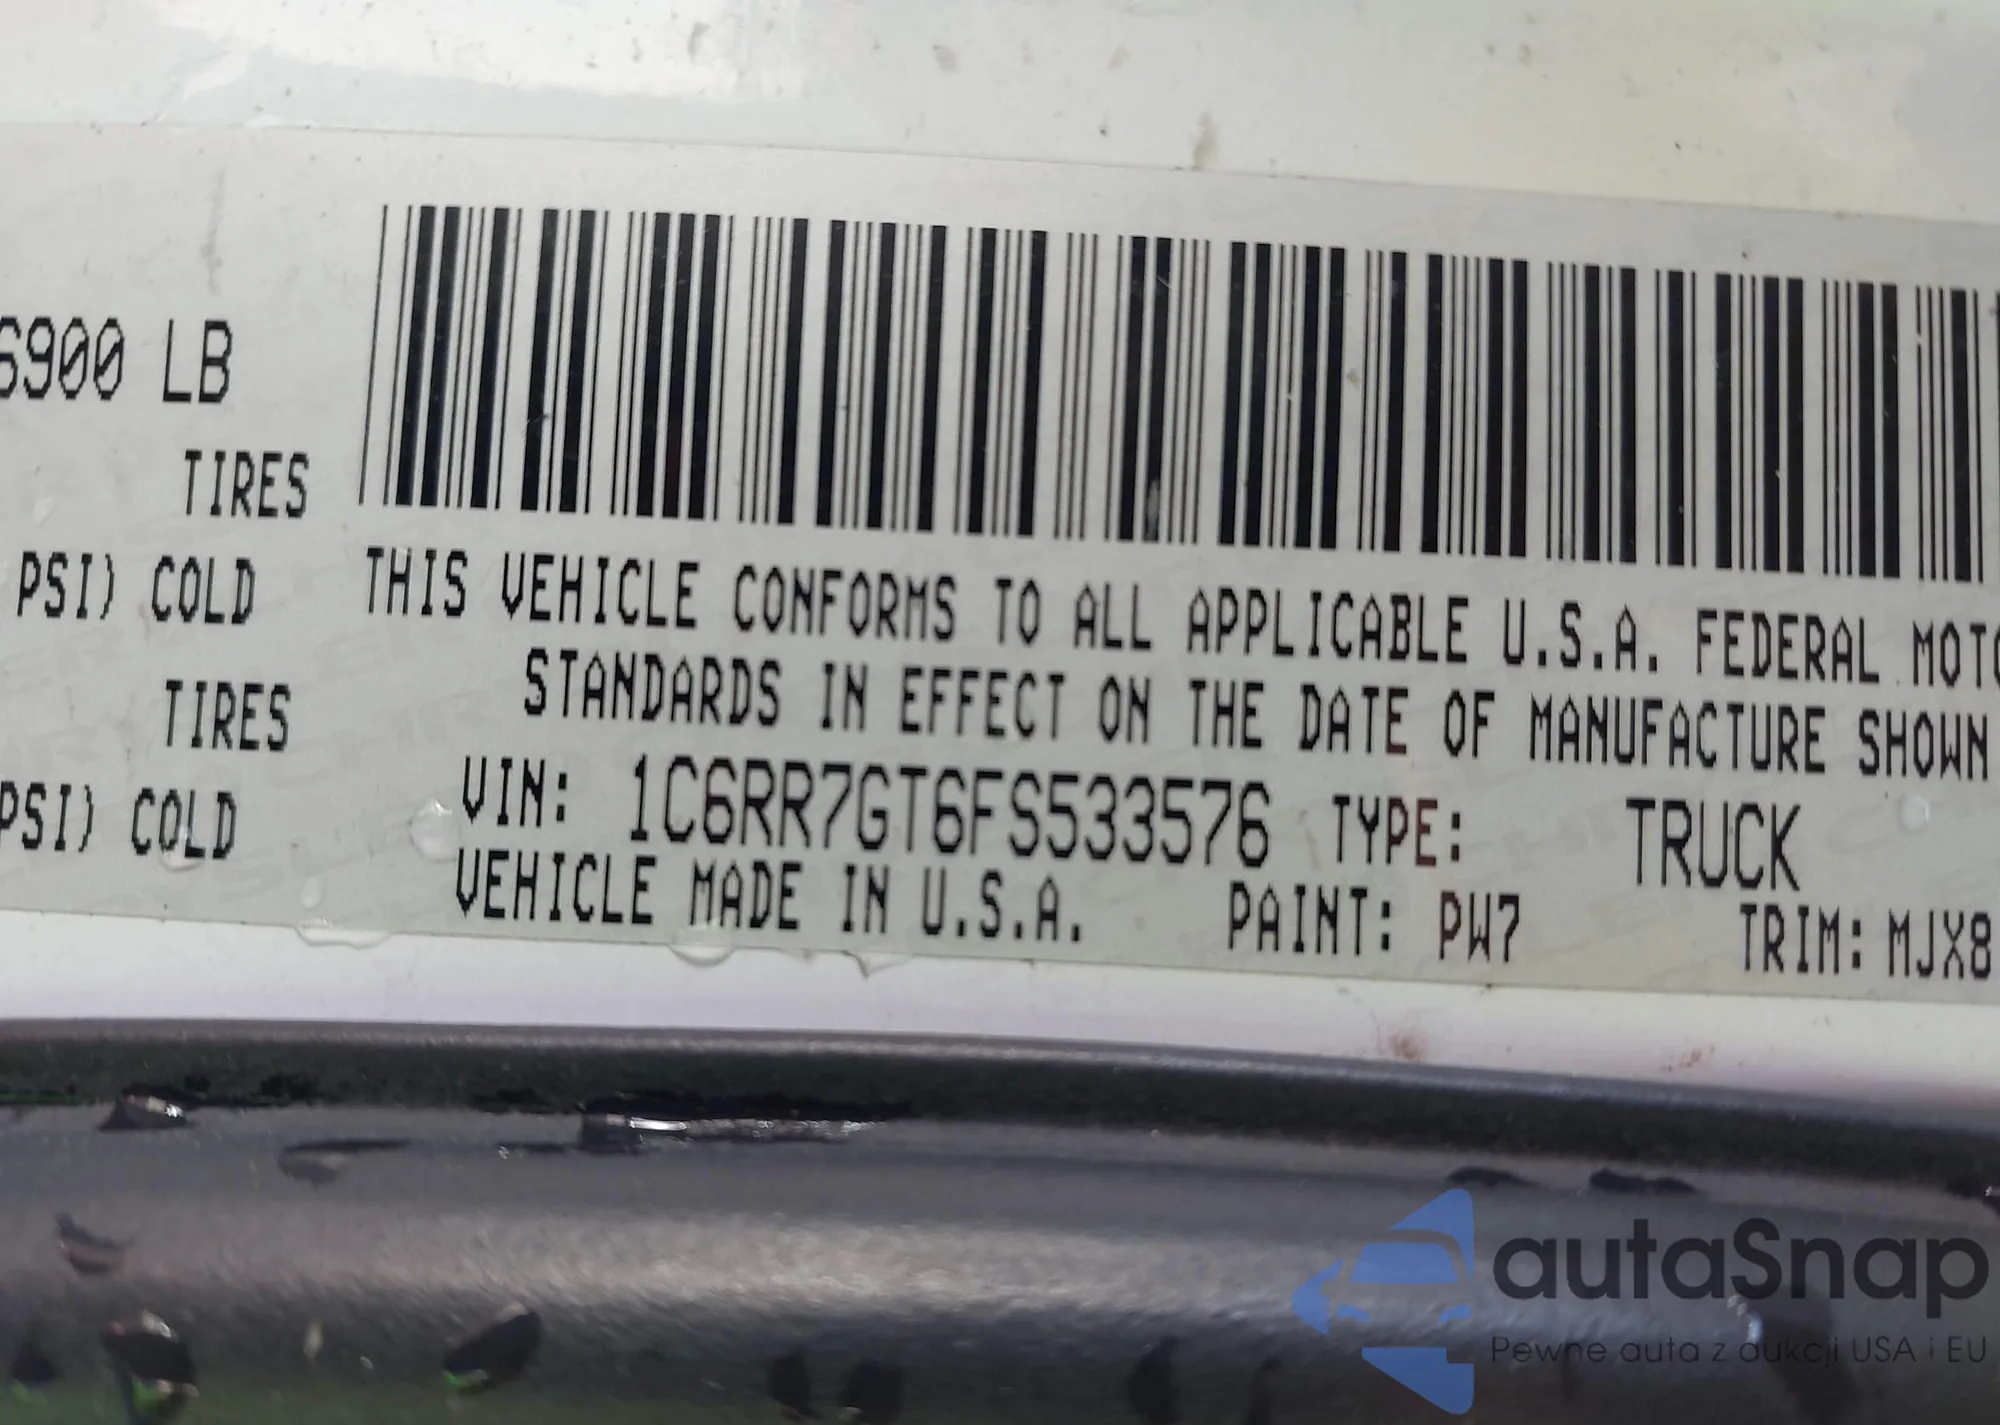 6900 LB
TIRES
PSI) COLD
TIRES
PSI) COLD
THIS VEHICLE CONFORMS TO ALL APPLICABLE U.S.A. FEDERAL MOTO
STANDARDS IN EFFECT ON THE DATE OF MANUFACTURE SHOWN
VIN: 1C6RR7GT6FS533576 TYPE: TRUCK
VEHICLE MADE IN U.S.A. PAINT: PW7 TRIM: MJX8
autaSnap
Pewne auta z aukcji USA i EU